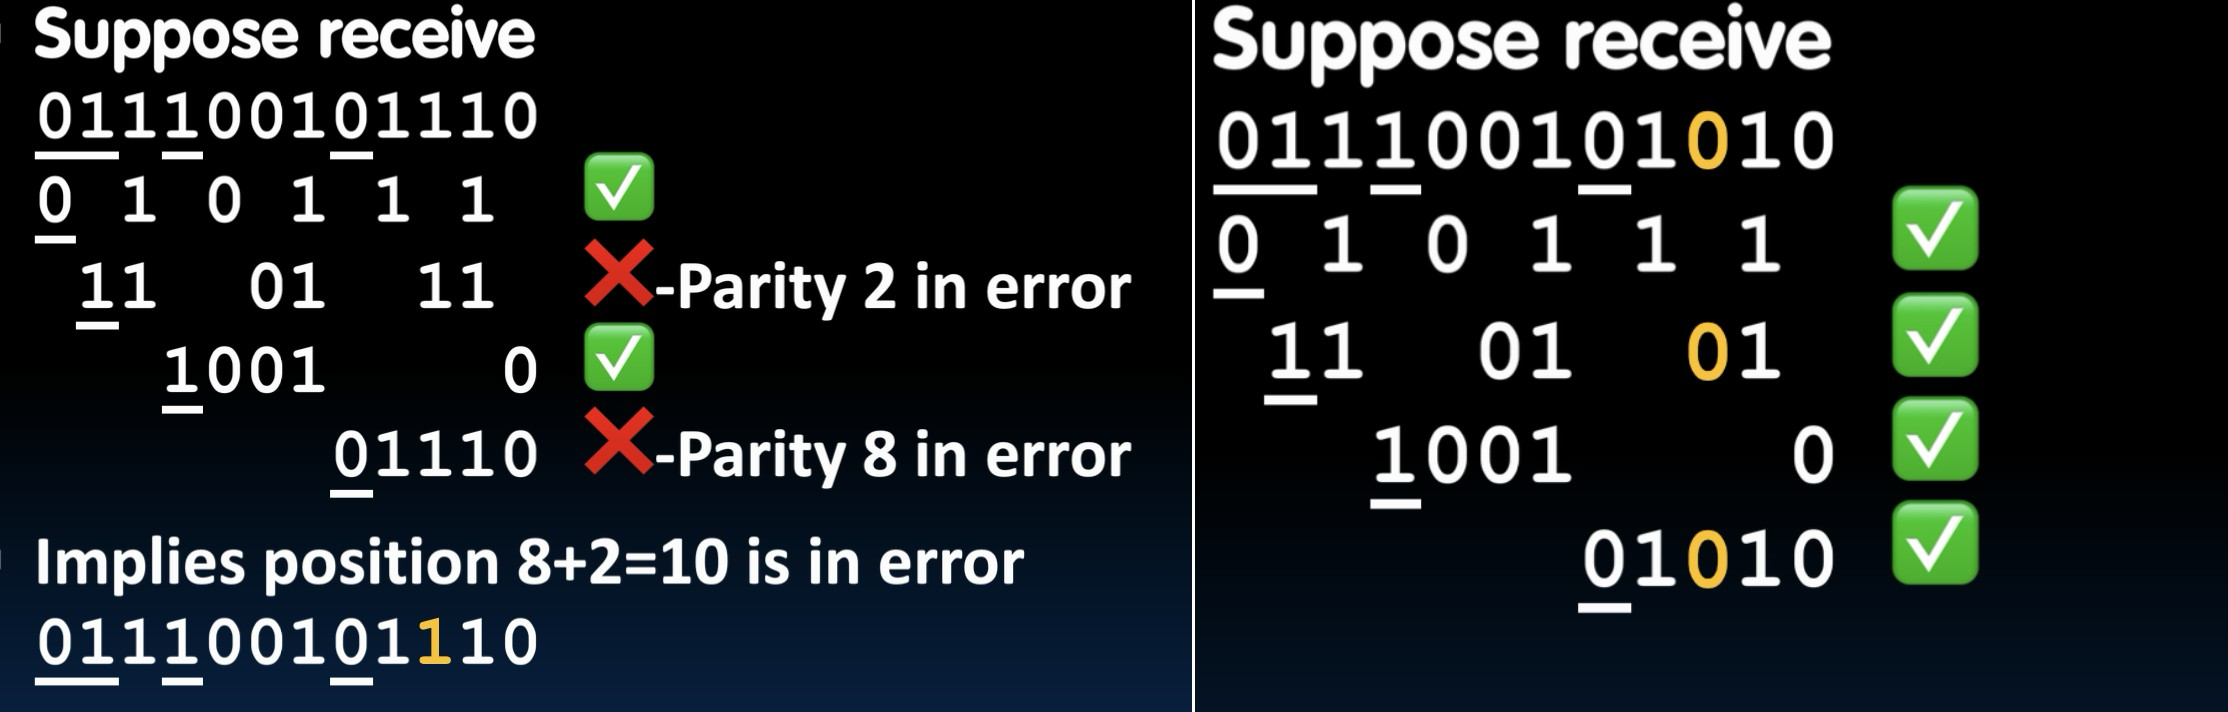 Suppose receive
011100101110
0 1 0 1 1 1 ✅
11 01 11 ❌-Parity 2 in error
1001 0 ✅
01110 ❌-Parity 8 in error
Implies position 8+2=10 is in error
011100101110
Suppose receive
011100101010
0 1 0 1 1 1 ✅
11 01 01 ✅
1001 0 ✅
01010 ✅